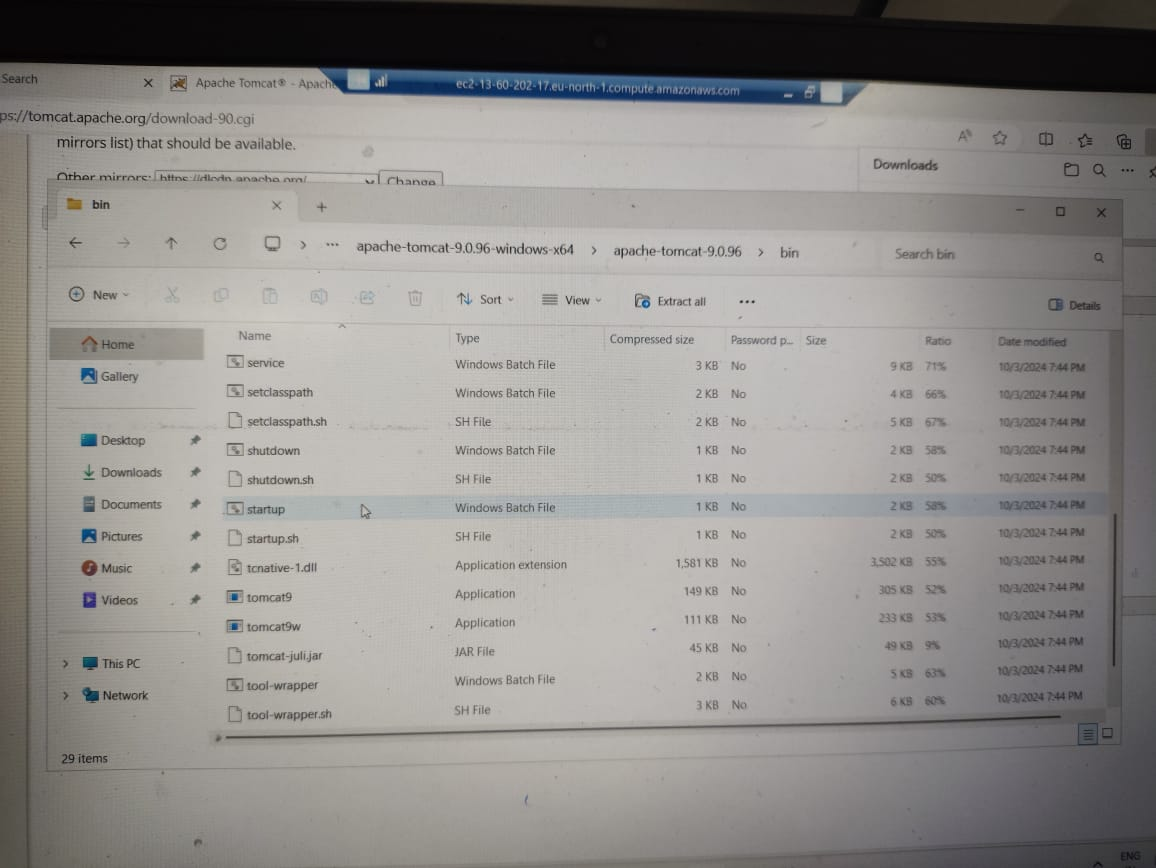 Search
Apache Tomcat® - Apach
ec2-13-60-202-17.eu-north-1.compute.amazonaws.com
ps://tomcat.apache.org/download-90.cgi
mirrors list) that should be available.
Downloads
Other mirrors: https://dlcdn.apache.org/ Change
bin
apache-tomcat-9.0.96-windows-x64 > apache-tomcat-9.0.96 > bin
Search bin
New Sort View Extract all Details
Name Type Compressed size Password p... Size Ratio Date modified
Home
Gallery
Desktop
Downloads
Documents
Pictures
Music
Videos
This PC
Network
service Windows Batch File 3 KB No 9 KB 71% 10/3/2024 7:44 PM
setclasspath Windows Batch File 2 KB No 4 KB 66% 10/3/2024 7:44 PM
setclasspath.sh SH File 2 KB No 5 KB 67% 10/3/2024 7:44 PM
shutdown Windows Batch File 1 KB No 2 KB 58% 10/3/2024 7:44 PM
shutdown.sh SH File 1 KB No 2 KB 50% 10/3/2024 7:44 PM
startup Windows Batch File 1 KB No 2 KB 58% 10/3/2024 7:44 PM
startup.sh SH File 1 KB No 2 KB 50% 10/3/2024 7:44 PM
tcnative-1.dll Application extension 1,581 KB No 3,502 KB 55% 10/3/2024 7:44 PM
tomcat9 Application 149 KB No 305 KB 52% 10/3/2024 7:44 PM
tomcat9w Application 111 KB No 233 KB 53% 10/3/2024 7:44 PM
tomcat-juli.jar JAR File 45 KB No 49 KB 9% 10/3/2024 7:44 PM
tool-wrapper Windows Batch File 2 KB No 5 KB 63% 10/3/2024 7:44 PM
tool-wrapper.sh SH File 3 KB No 6 KB 60% 10/3/2024 7:44 PM
29 items
ENG